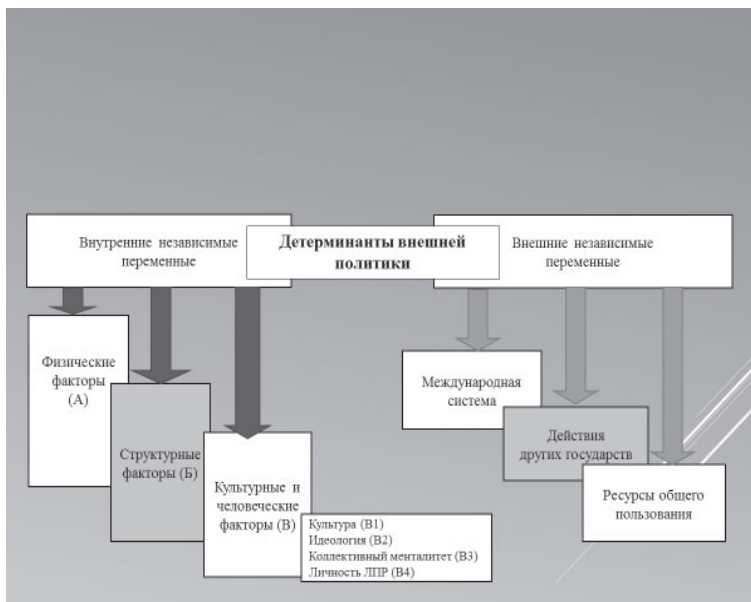 Детерминанты внешней
политики
Внутренние независимые
переменные
Внешние независимые
переменные
Физические
факторы
(А)
Структурные
факторы (Б)
Культурные и
человеческие
факторы (В)
Культура (В1)
Идеология (В2)
Коллективный менталитет (В3)
Личность ЛПР (В4)
Международная
система
Действия
других государств
Ресурсы общего
пользования